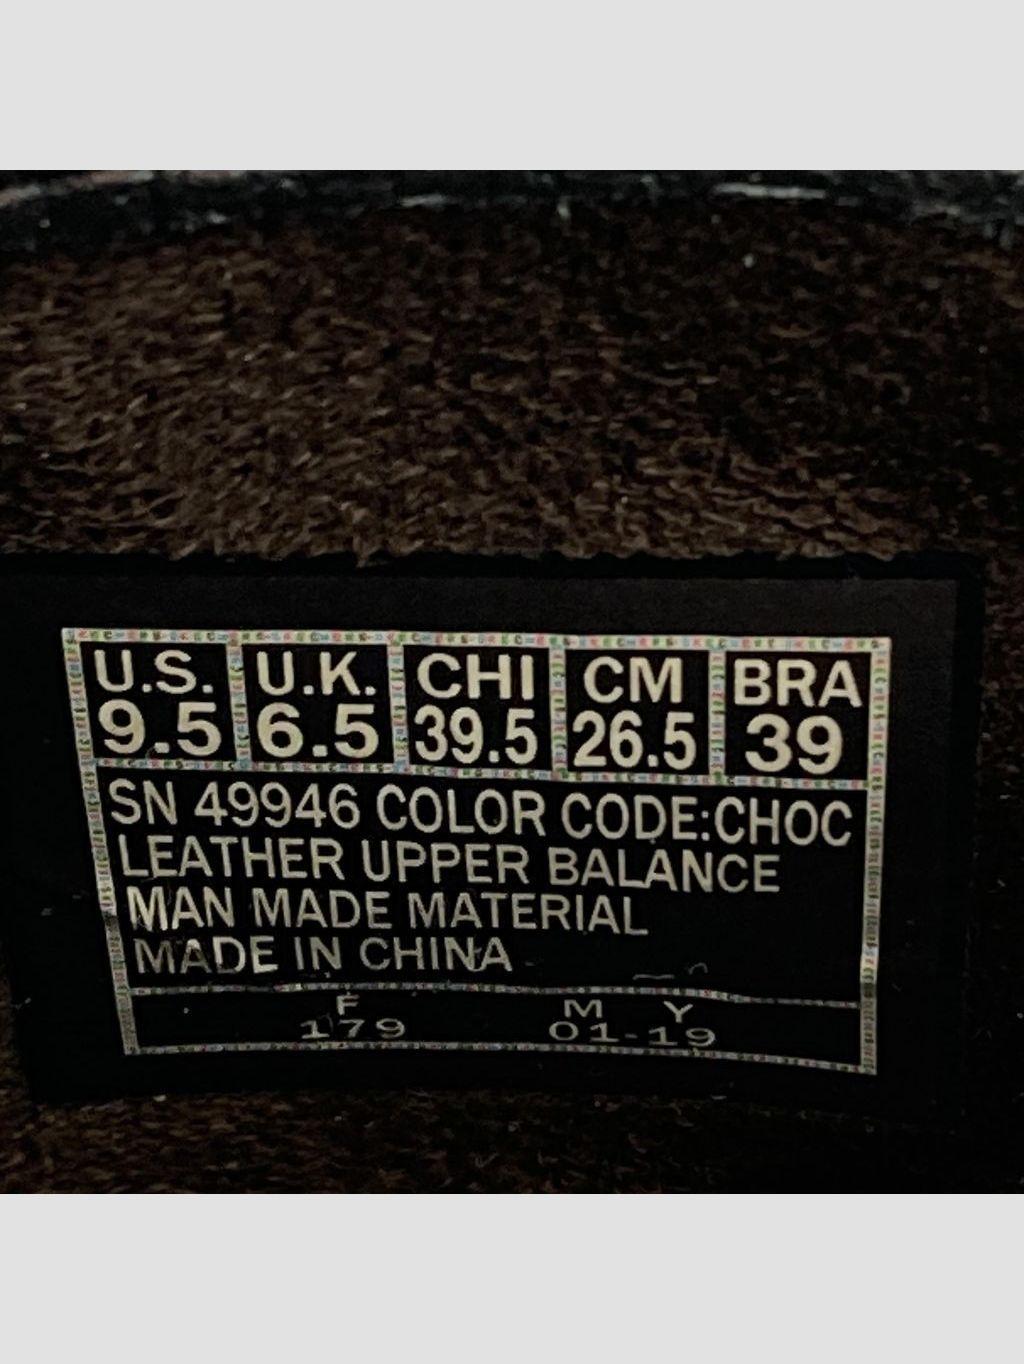 U.S. U.K. CHI CM BRA
9.5 6.5 39.5 26.5 39
SN 49946 COLOR CODE:CHOC
LEATHER UPPER BALANCE
MAN MADE MATERIAL
MADE IN CHINA
F M Y
179 01-19